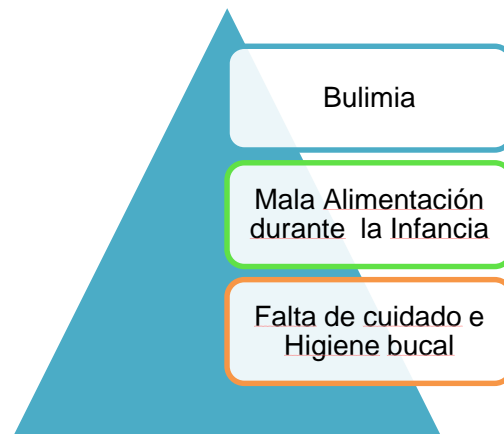 Bulimia
Mala Alimentación
durante  la Infancia
Falta de cuidado e
Higiene bucal